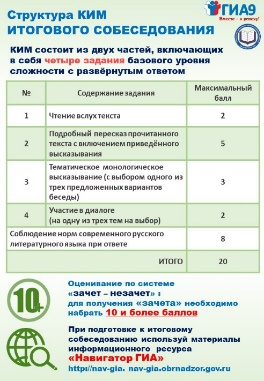 Структура КИМ
ИТОГОВОГО СОБЕСЕДОВАНИЯ
ГИА9
Вместе - к успеху!
КИМ состоит из двух частей, включающих
в себя четыре задания базового уровня
сложности с развёрнутым ответом
№ Содержание задания Максимальный
балл
1 Чтение вслух текста 2
2 Подробный пересказ прочитанного
текста с включением приведённого
высказывания 5
3 Тематическое монологическое
высказывание (с выбором одного из
трех предложенных вариантов
беседы) 3
4 Участие в диалоге
(на одну из трех тем на выбор) 2
Соблюдение норм современного русского
литературного языка при ответе 8
ИТОГО 20
10+
Оценивание по системе
«зачет – незачёт» :
для получения «зачета» необходимо
набрать 10 и более баллов
При подготовке к итоговому
собеседованию используй материалы
информационного ресурса
«Навигатор ГИА»
http://nav-gia. nav-gia.obrnadzor.gov.ru